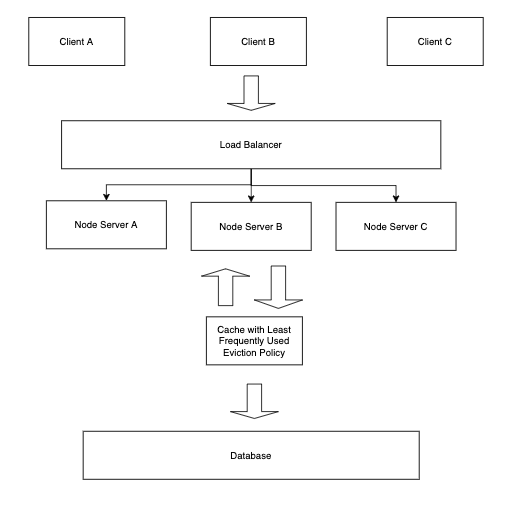 Client A
Client B
Client C
Load Balancer
Node Server A
Node Server B
Node Server C
Cache with Least
Frequently Used
Eviction Policy
Database